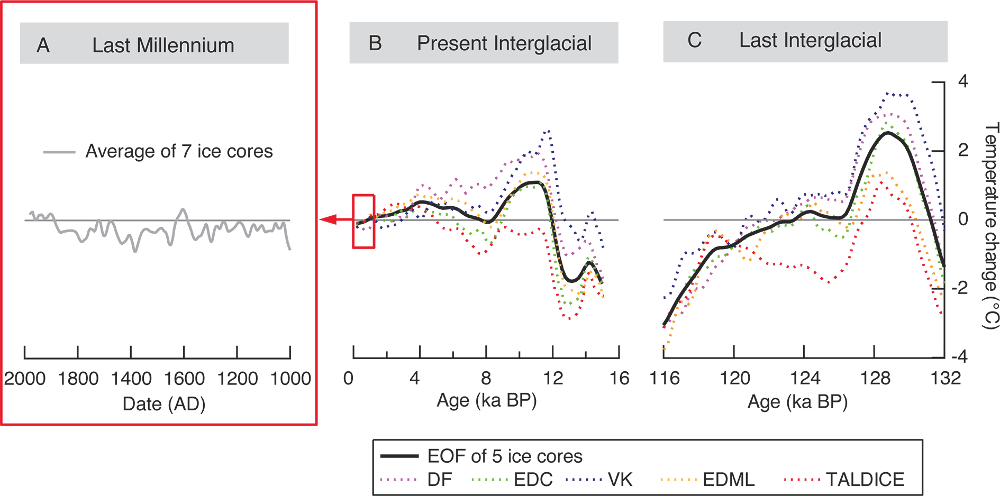 A Last Millennium
B Present Interglacial
C Last Interglacial
Average of 7 ice cores
4
2
0
-2
-4
Temperature change (°C)
2000 1800 1400 1600 1200 1000
Date (AD)
0 4 8 12 16
Age (ka BP)
116 120 124 128 132
Age (ka BP)
EOF of 5 ice cores
DF EDC VK EDML TALDICE